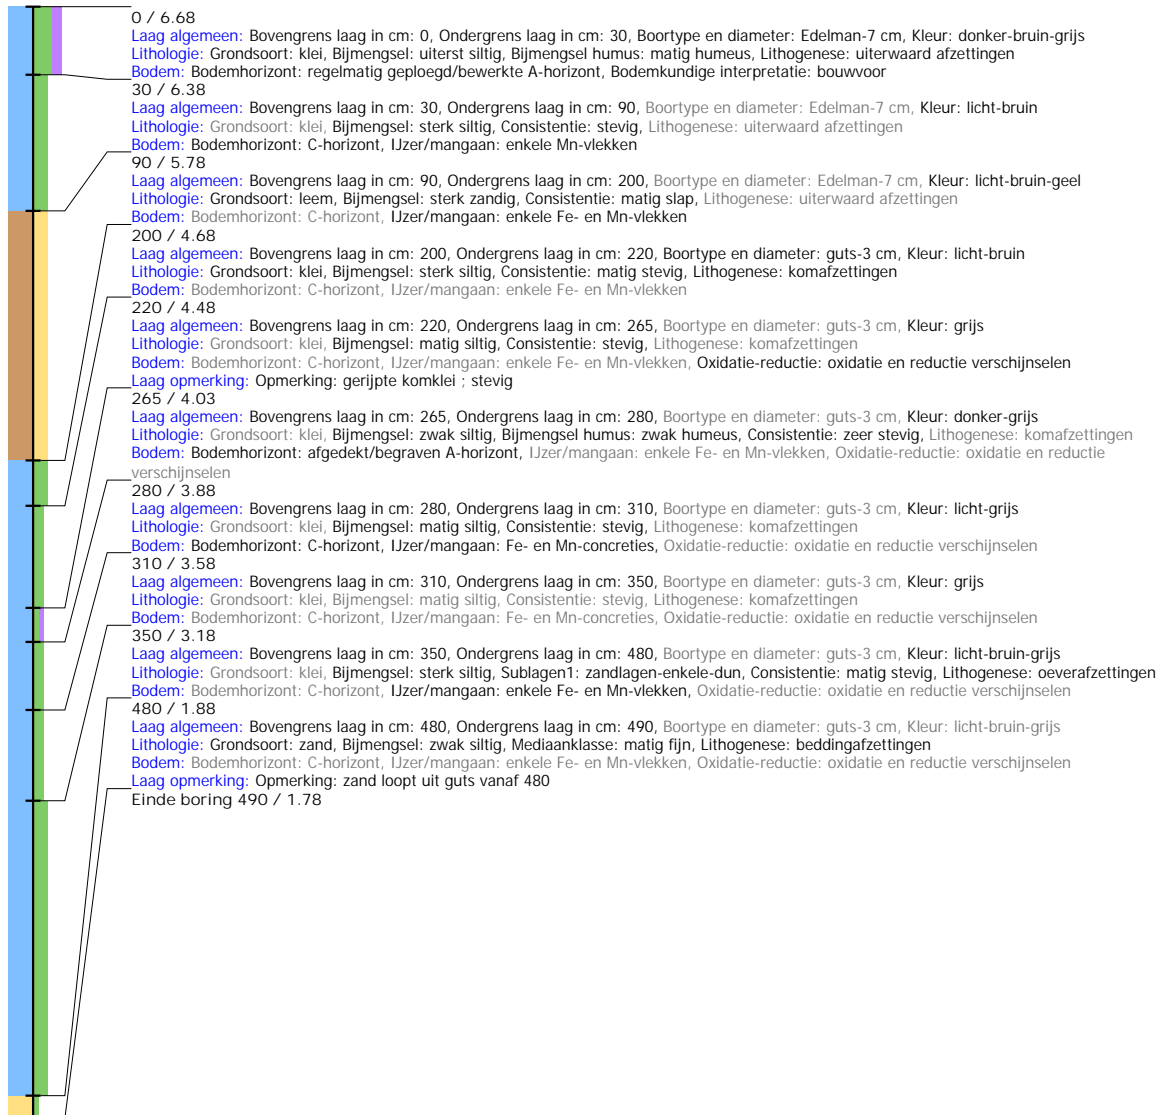 0 / 6.68
Laag algemeen: Bovengrens laag in cm: 0, Ondergrens laag in cm: 30, Boortype en diameter: Edelman-7 cm, Kleur: donker-bruin-grijs
Lithologie: Grondsoort: klei, Bijmengsel: uiterst siltig, Bijmengsel humus: matig humeus, Lithogenese: uiterwaard afzettingen
Bodem: Bodemhorizont: regelmatig geploegd/bewerkte A-horizont, Bodemkundige interpretatie: bouwvoor
30 / 6.38
Laag algemeen: Bovengrens laag in cm: 30, Ondergrens laag in cm: 90, Boortype en diameter: Edelman-7 cm, Kleur: licht-bruin
Lithologie: Grondsoort: klei, Bijmengsel: sterk siltig, Consistentie: stevig, Lithogenese: uiterwaard afzettingen
Bodem: Bodemhorizont: C-horizont, IJzer/mangaan: enkele Mn-vlekken
90 / 5.78
Laag algemeen: Bovengrens laag in cm: 90, Ondergrens laag in cm: 200, Boortype en diameter: Edelman-7 cm, Kleur: licht-bruin-geel
Lithologie: Grondsoort: leem, Bijmengsel: sterk zandig, Consistentie: matig slap, Lithogenese: uiterwaard afzettingen
Bodem: Bodemhorizont: C-horizont, IJzer/mangaan: enkele Fe- en Mn-vlekken
200 / 4.68
Laag algemeen: Bovengrens laag in cm: 200, Ondergrens laag in cm: 220, Boortype en diameter: guts-3 cm, Kleur: licht-bruin
Lithologie: Grondsoort: klei, Bijmengsel: sterk siltig, Consistentie: matig stevig, Lithogenese: komafzettingen
Bodem: Bodemhorizont: C-horizont, IJzer/mangaan: enkele Fe- en Mn-vlekken
220 / 4.48
Laag algemeen: Bovengrens laag in cm: 220, Ondergrens laag in cm: 265, Boortype en diameter: guts-3 cm, Kleur: grijs
Lithologie: Grondsoort: klei, Bijmengsel: matig siltig, Consistentie: stevig, Lithogenese: komafzettingen
Bodem: Bodemhorizont: C-horizont, IJzer/mangaan: enkele Fe- en Mn-vlekken, Oxidatie-reductie: oxidatie en reductie verschijnselen
Laag opmerking: Opmerking: gerijpte komklei ; stevig
265 / 4.03
Laag algemeen: Bovengrens laag in cm: 265, Ondergrens laag in cm: 280, Boortype en diameter: guts-3 cm, Kleur: donker-grijs
Lithologie: Grondsoort: klei, Bijmengsel: zwak siltig, Bijmengsel humus: zwak humeus, Consistentie: zeer stevig, Lithogenese: komafzettingen
Bodem: Bodemhorizont: afgedekt/begraven A-horizont, IJzer/mangaan: enkele Fe- en Mn-vlekken, Oxidatie-reductie: oxidatie en reductie
verschijnselen
280 / 3.88
Laag algemeen: Bovengrens laag in cm: 280, Ondergrens laag in cm: 310, Boortype en diameter: guts-3 cm, Kleur: licht-grijs
Lithologie: Grondsoort: klei, Bijmengsel: matig siltig, Consistentie: stevig, Lithogenese: komafzettingen
Bodem: Bodemhorizont: C-horizont, IJzer/mangaan: Fe- en Mn-concreties, Oxidatie-reductie: oxidatie en reductie verschijnselen
310 / 3.58
Laag algemeen: Bovengrens laag in cm: 310, Ondergrens laag in cm: 350, Boortype en diameter: guts-3 cm, Kleur: grijs
Lithologie: Grondsoort: klei, Bijmengsel: matig siltig, Consistentie: stevig, Lithogenese: komafzettingen
Bodem: Bodemhorizont: C-horizont, IJzer/mangaan: Fe- en Mn-concreties, Oxidatie-reductie: oxidatie en reductie verschijnselen
350 / 3.18
Laag algemeen: Bovengrens laag in cm: 350, Ondergrens laag in cm: 480, Boortype en diameter: guts-3 cm, Kleur: licht-bruin-grijs
Lithologie: Grondsoort: klei, Bijmengsel: sterk siltig, Sublagen1: zandlagen-enkele-dun, Consistentie: matig stevig, Lithogenese: oeverafzettingen
Bodem: Bodemhorizont: C-horizont, IJzer/mangaan: enkele Fe- en Mn-vlekken, Oxidatie-reductie: oxidatie en reductie verschijnselen
480 / 1.88
Laag algemeen: Bovengrens laag in cm: 480, Ondergrens laag in cm: 490, Boortype en diameter: guts-3 cm, Kleur: licht-bruin-grijs
Lithologie: Grondsoort: zand, Bijmengsel: zwak siltig, Mediaanklasse: matig fijn, Lithogenese: beddingafzettingen
Bodem: Bodemhorizont: C-horizont, IJzer/mangaan: enkele Fe- en Mn-vlekken, Oxidatie-reductie: oxidatie en reductie verschijnselen
Laag opmerking: Opmerking: zand loopt uit guts vanaf 480
Einde boring 490 / 1.78